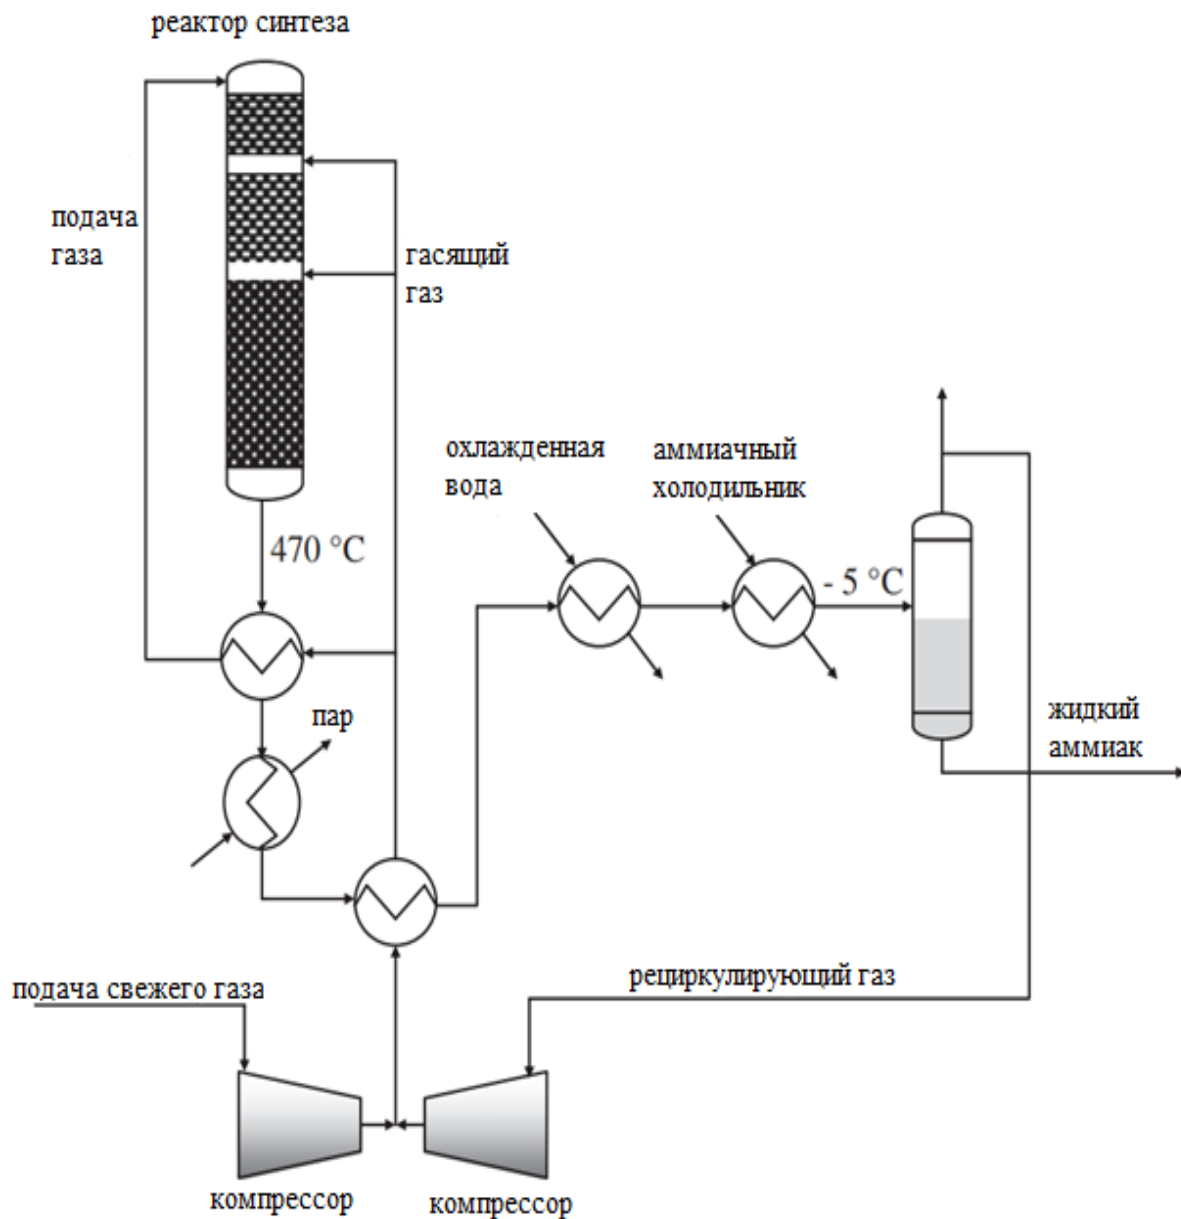 реактор синтеза
подача
газа
гасящий
газ
470 °C
охлажденная
вода
аммиачный
холодильник
- 5 °C
пар
жидкий
аммиак
рециркулирующий газ
подача свежего газа
компрессор
компрессор